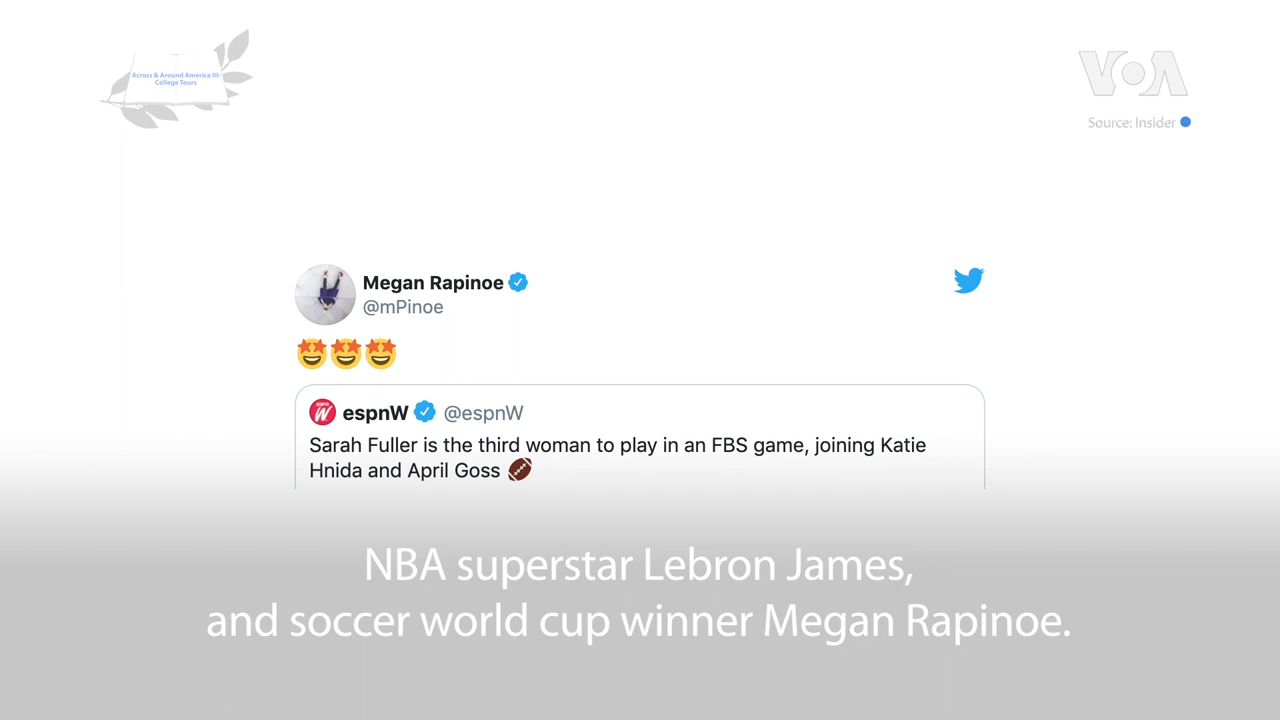 Across & Around America III:
College Tours
VOA
Source: Insider
Megan Rapinoe
@mPinoe
🤩🤩🤩
W
espnW @espnW
Sarah Fuller is the third woman to play in an FBS game, joining Katie
Hnida and April Goss 🏈
NBA superstar Lebron James,
and soccer world cup winner Megan Rapinoe.